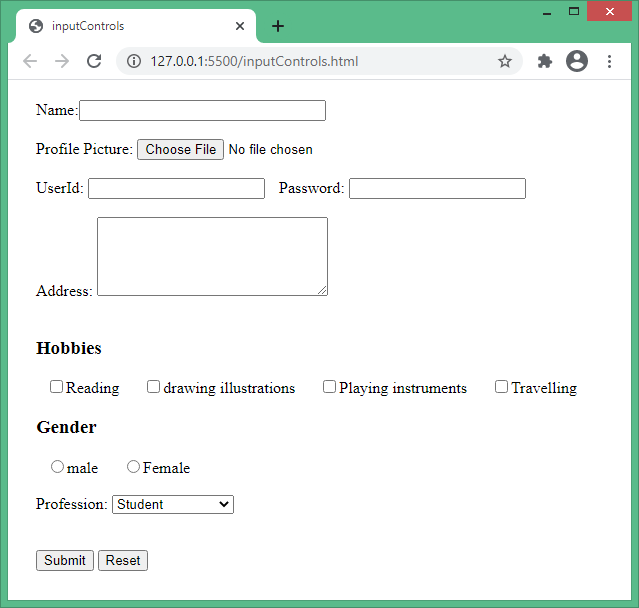 inputControls
127.0.0.1:5500/inputControls.html
Name:
Profile Picture: Choose File No file chosen
UserId: Password:
Address:
Hobbies
Reading drawing illustrations Playing instruments Travelling
Gender
male Female
Profession: Student
Submit Reset